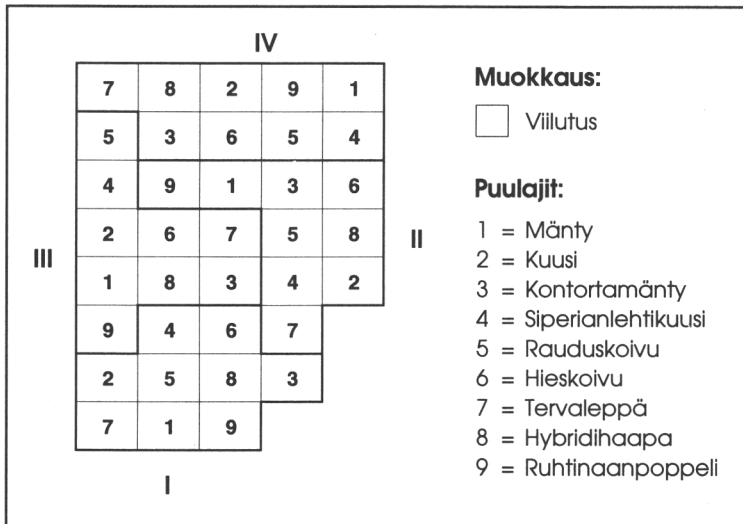 IV
7 8 2 9 1
5 3 6 5 4
4 9 1 3 6
2 6 7 5 8
1 8 3 4 2
9 4 6 7
2 5 8 3
7 1 9
III
II
I
Muokkaus:
Viilutus
Puulajit:
1 = Mänty
2 = Kuusi
3 = Kontortamänty
4 = Siperianlehtikuusi
5 = Rauduskoivu
6 = Hieskoivu
7 = Tervaleppä
8 = Hybridihaapa
9 = Ruhtinaanpoppeli